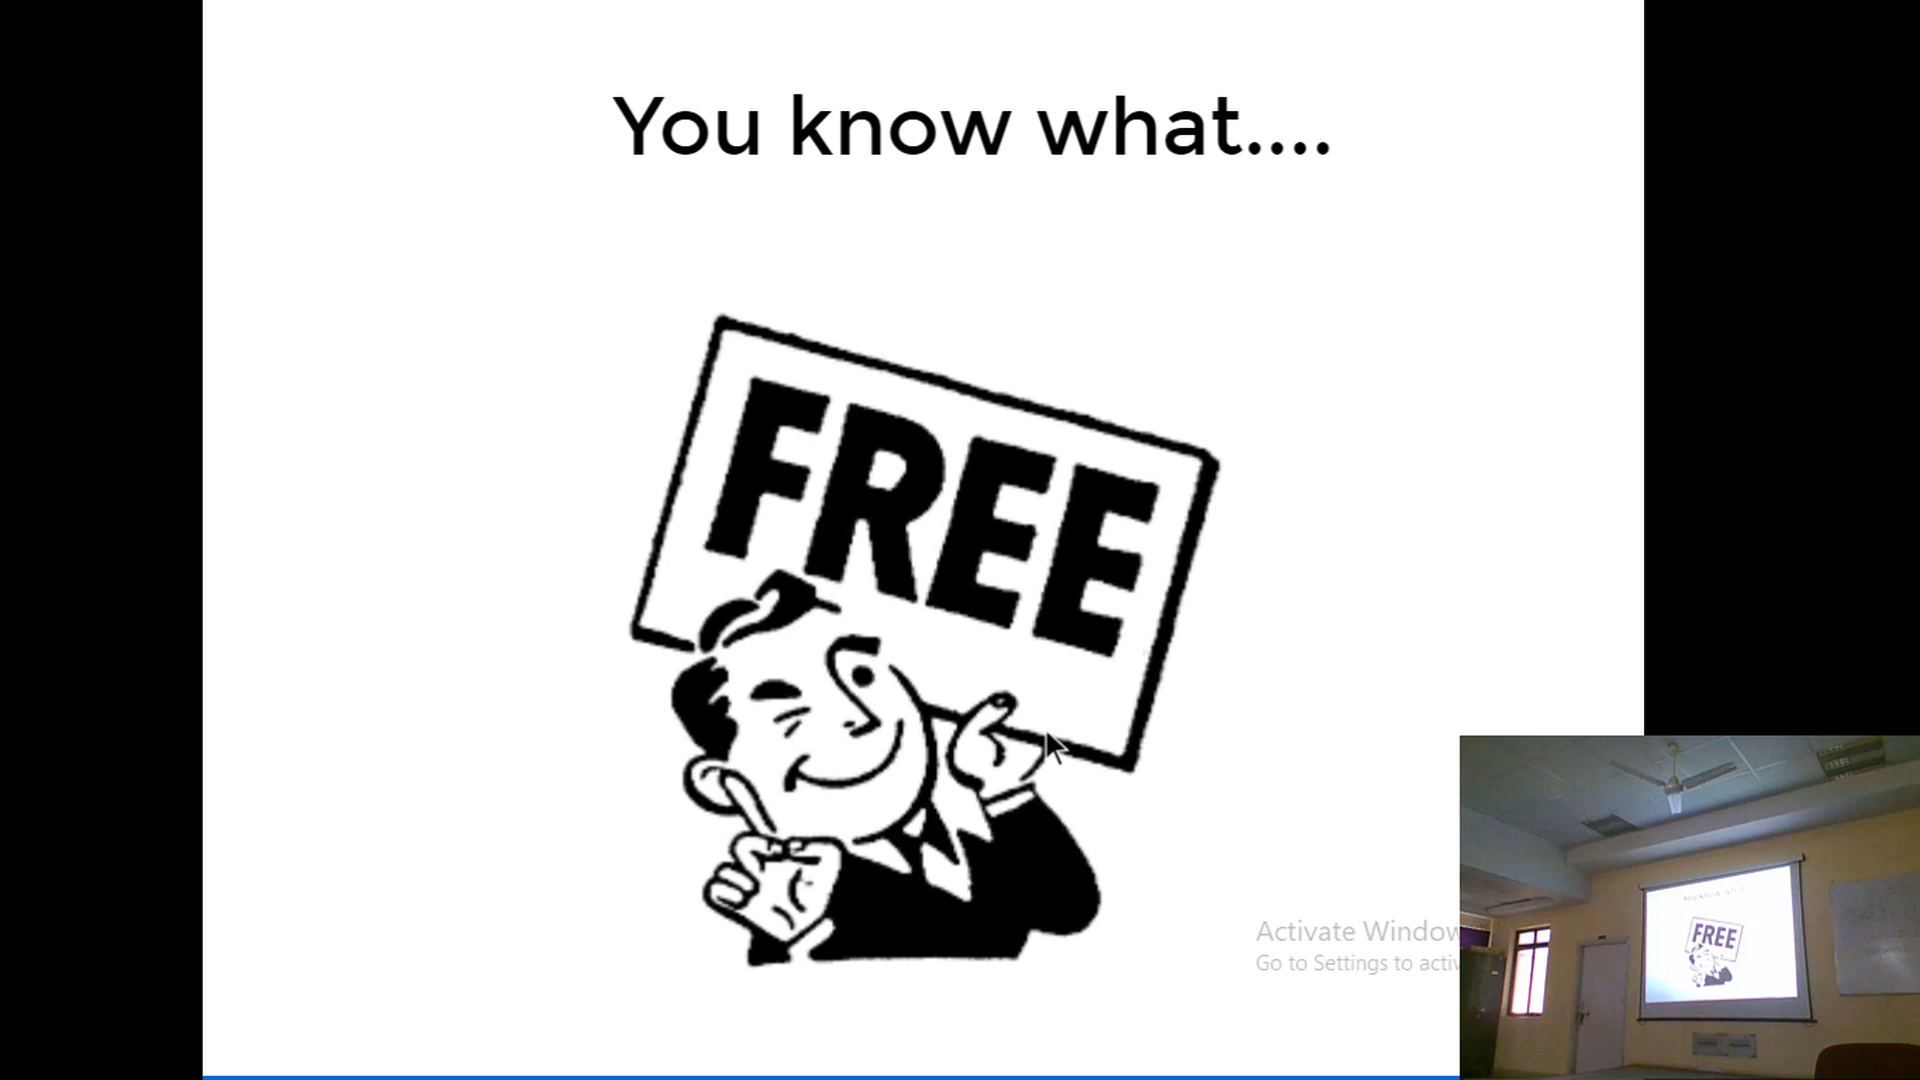 You know what....
FREE
Activate Window
Go to Settings to activ
FREE